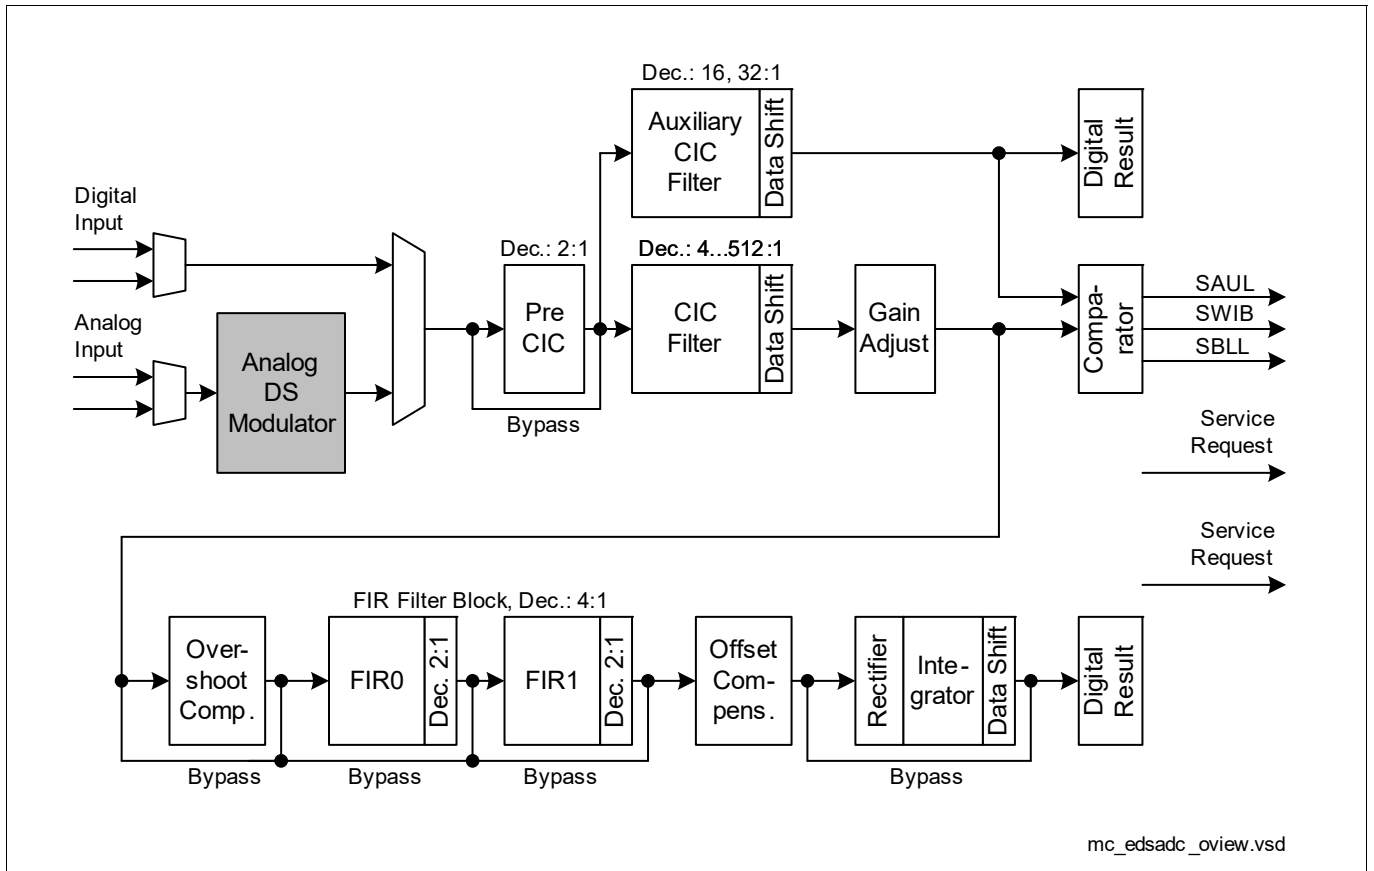 Dec.: 16, 32:1
Auxiliary
CIC
Filter
Data Shift
Digital
Result
Digital
Input
Dec.: 2:1
Pre
CIC
Dec.: 4...512:1
CIC
Filter
Data Shift
Gain
Adjust
Compa-
rator
SAUL
SWIB
SBLL
Analog
Input
Analog
DS
Modulator
Bypass
Service
Request
Service
Request
FIR Filter Block, Dec.: 4:1
Over-
shoot
Comp.
FIR0
Dec. 2:1
FIR1
Dec. 2:1
Offset
Com-
pens.
Rectifier
Inte-
grator
Data Shift
Digital
Result
Bypass
Bypass
Bypass
Bypass
mc_edsadc_oview.vsd